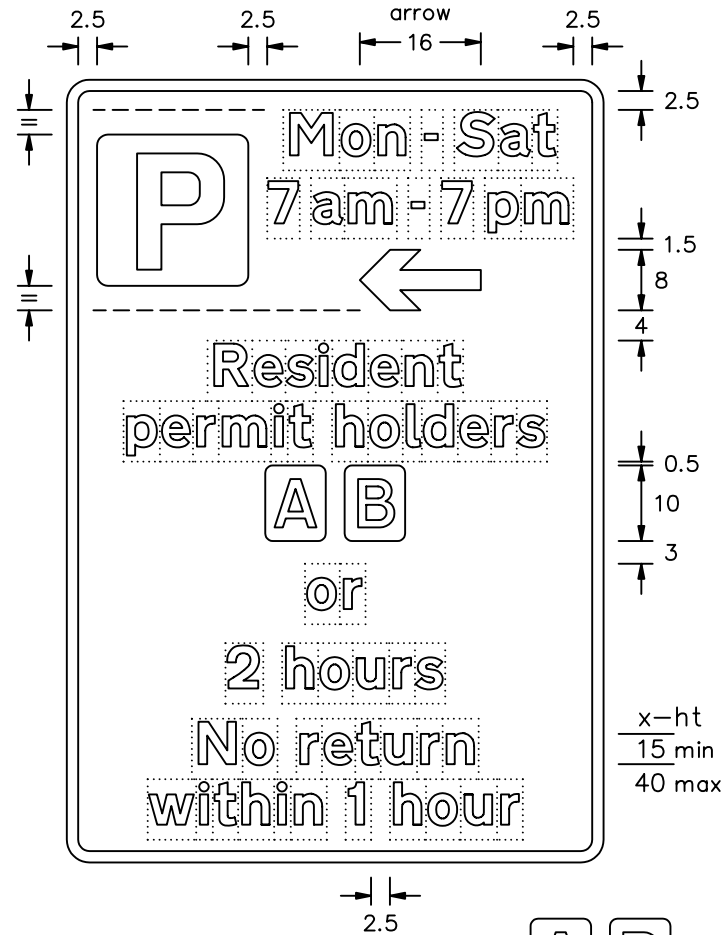 arrow
2.5 2.5 16 2.5
2.5
Mon - Sat
P
7 am - 7 pm
1.5
8
4
Resident
permit holders
0.5
A B
10
3
or
2 hours
x-ht
No return
15 min
40 max
within 1 hour
2.5